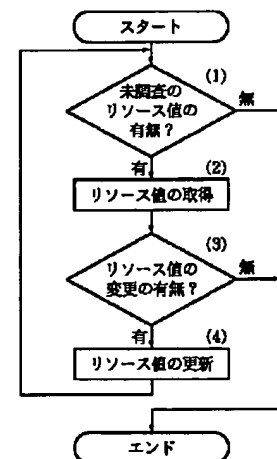 スタート
(1)
未調査の
リソース値の
有無?
無
有
(2)
リソース値の取得
(3)
リソース値の
変更の有無?
無
有
(4)
リソース値の更新
エンド